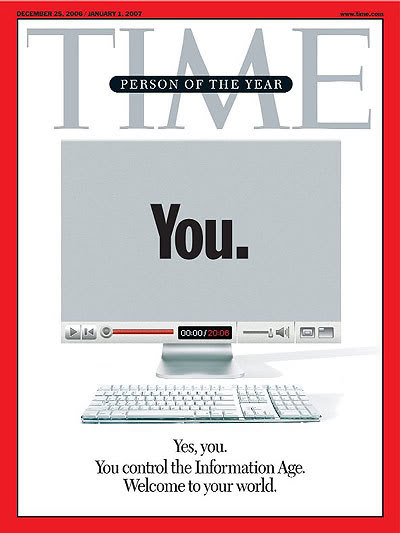 DECEMBER 25, 2006 / JANUARY 1, 2007
www.time.com
TIME
PERSON OF THE YEAR
You.
00:00 / 20:06
Yes, you.
You control the Information Age.
Welcome to your world.